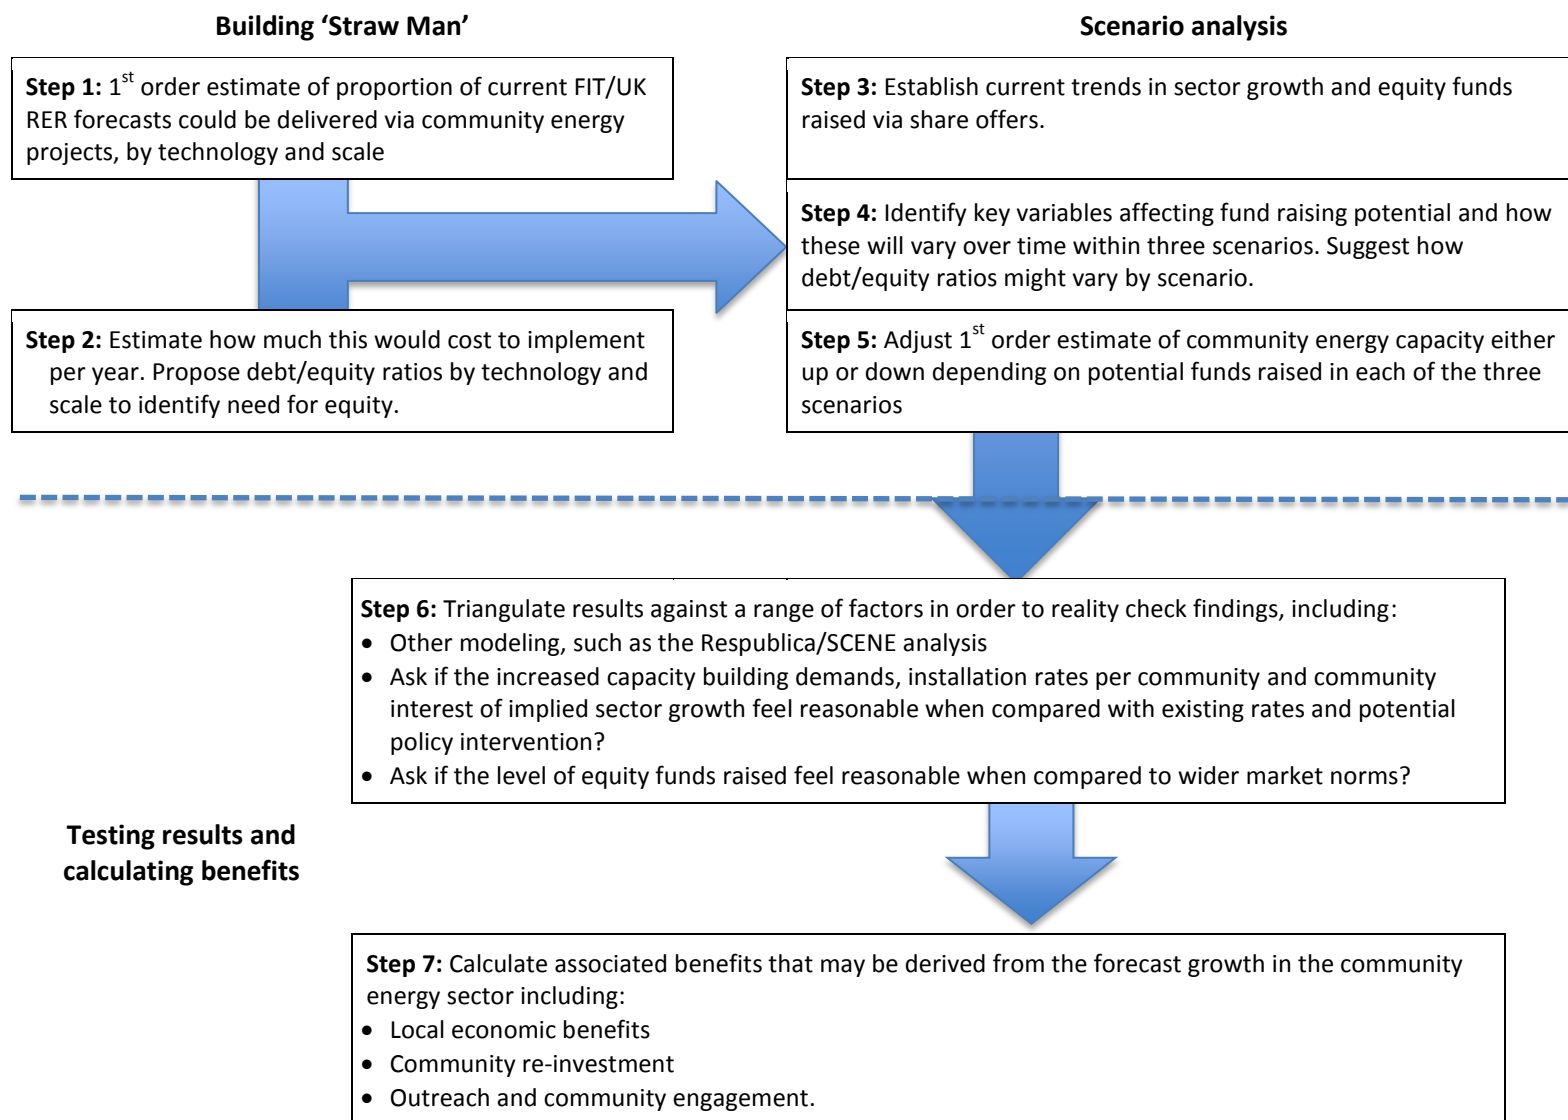 Building ‘Straw Man’
Step 1: 1st order estimate of proportion of current FIT/UK
RER forecasts could be delivered via community energy
projects, by technology and scale
Step 2: Estimate how much this would cost to implement
per year. Propose debt/equity ratios by technology and
scale to identify need for equity.
Scenario analysis
Step 3: Establish current trends in sector growth and equity funds
raised via share offers.
Step 4: Identify key variables affecting fund raising potential and how
these will vary over time within three scenarios. Suggest how
debt/equity ratios might vary by scenario.
Step 5: Adjust 1st order estimate of community energy capacity either
up or down depending on potential funds raised in each of the three
scenarios
Testing results and
calculating benefits
Step 6: Triangulate results against a range of factors in order to reality check findings, including:
• Other modeling, such as the Respublica/SCENE analysis
• Ask if the increased capacity building demands, installation rates per community and community
interest of implied sector growth feel reasonable when compared with existing rates and potential
policy intervention?
• Ask if the level of equity funds raised feel reasonable when compared to wider market norms?
Step 7: Calculate associated benefits that may be derived from the forecast growth in the community
energy sector including:
• Local economic benefits
• Community re-investment
• Outreach and community engagement.